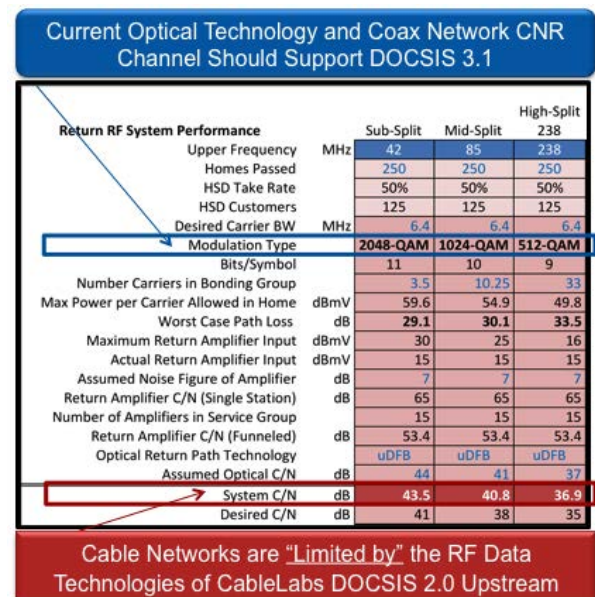 Current Optical Technology and Coax Network CNR
Channel Should Support DOCSIS 3.1
High-Split
Return RF System Performance Sub-Split Mid-Split 238
Upper Frequency MHz 42 85 238
Homes Passed 250 250 250
HSD Take Rate 50% 50% 50%
HSD Customers 125 125 125
Desired Carrier BW MHz 6.4 6.4 6.4
Modulation Type 2048-QAM 1024-QAM 512-QAM
Bits/Symbol 11 10 9
Number Carriers in Bonding Group 3.5 10.25 33
Max Power per Carrier Allowed in Home dBmV 59.6 54.9 49.8
Worst Case Path Loss dB 29.1 30.1 33.5
Maximum Return Amplifier Input dBmV 30 25 16
Actual Return Amplifier Input dBmV 15 15 15
Assumed Noise Figure of Amplifier dB 7 7 7
Return Amplifier C/N (Single Station) dB 65 65 65
Number of Amplifiers in Service Group 15 15 15
Return Amplifier C/N (Funneled) dB 53.4 53.4 53.4
Optical Return Path Technology uDFB uDFB uDFB
Assumed Optical C/N dB 44 41 37
System C/N dB 43.5 40.8 36.9
Desired C/N dB 41 38 35
Cable Networks are “Limited by” the RF Data
Technologies of CableLabs DOCSIS 2.0 Upstream